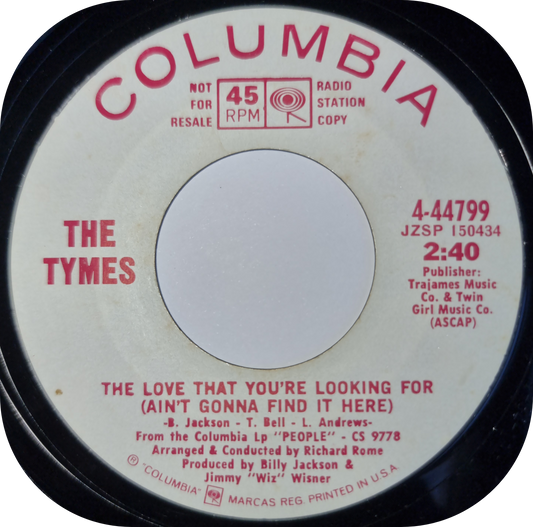 COLUMBIA
NOT
FOR
RESALE
45
RPM
RADIO
STATION
COPY
THE
TYMES
4-44799
JZSP 150434
2:40
Publisher:
Trajames Music
Co. & Twin
Girl Music Co.
(ASCAP)
THE LOVE THAT YOU'RE LOOKING FOR
(AIN'T GONNA FIND IT HERE)
-B. Jackson - T. Bell - L. Andrews-
From the Columbia Lp "PEOPLE" - CS 9778
Arranged & Conducted by Richard Rome
Produced by Billy Jackson &
Jimmy "Wiz" Wisner
® "COLUMBIA" MARCAS REG. PRINTED IN U.S.A.